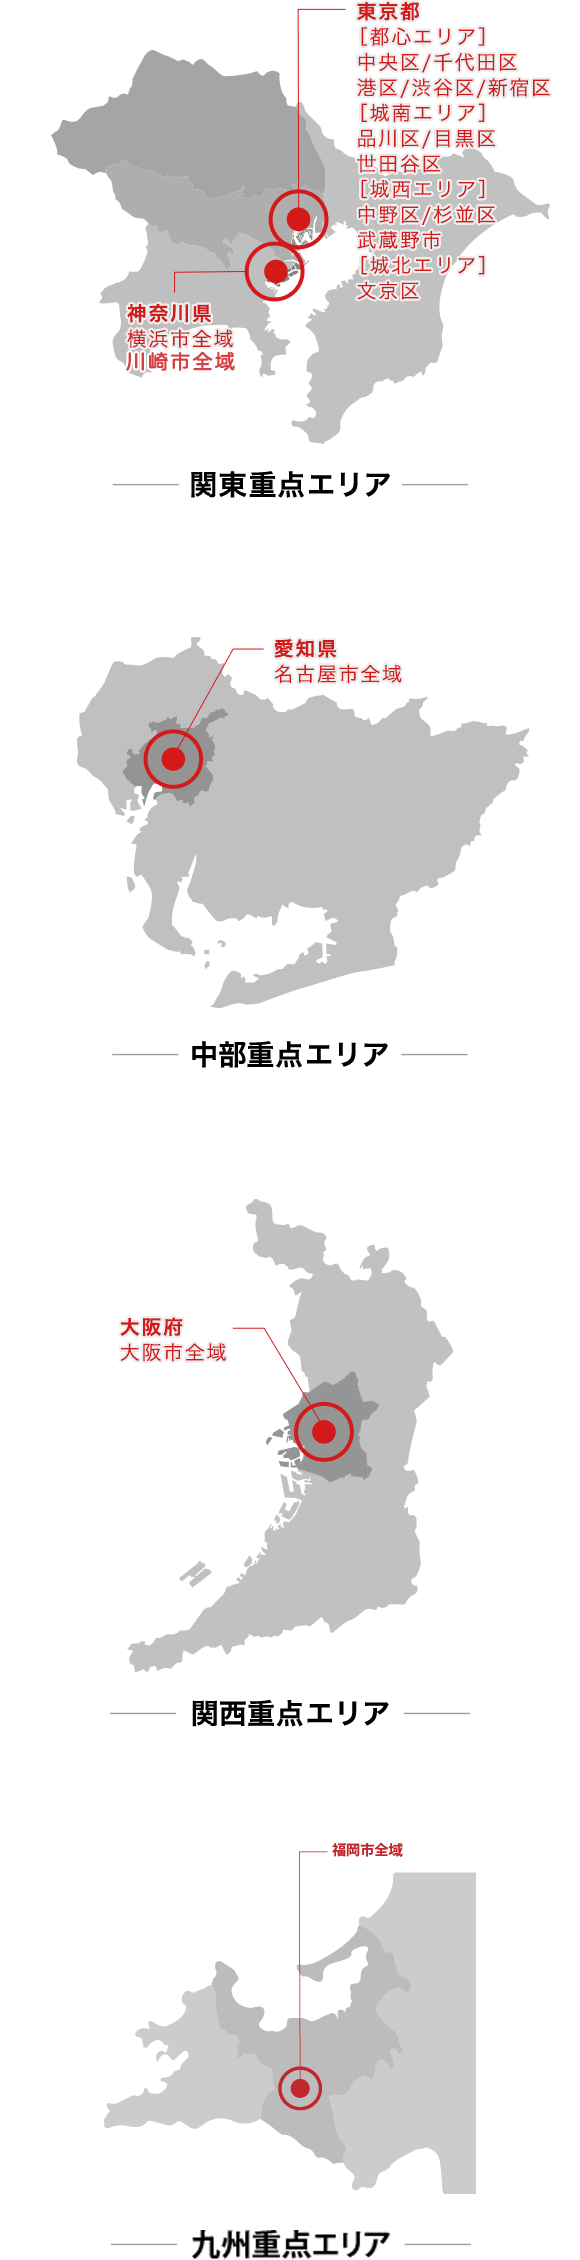 東京都
［都心エリア］
中央区/千代田区
港区/渋谷区/新宿区
［城南エリア］
品川区/目黒区
世田谷区
［城西エリア］
中野区/杉並区
武蔵野市
［城北エリア］
文京区
神奈川県
横浜市全域
川崎市全域
関東重点エリア
愛知県
名古屋市全域
中部重点エリア
大阪府
大阪市全域
関西重点エリア
福岡市全域
九州重点エリア